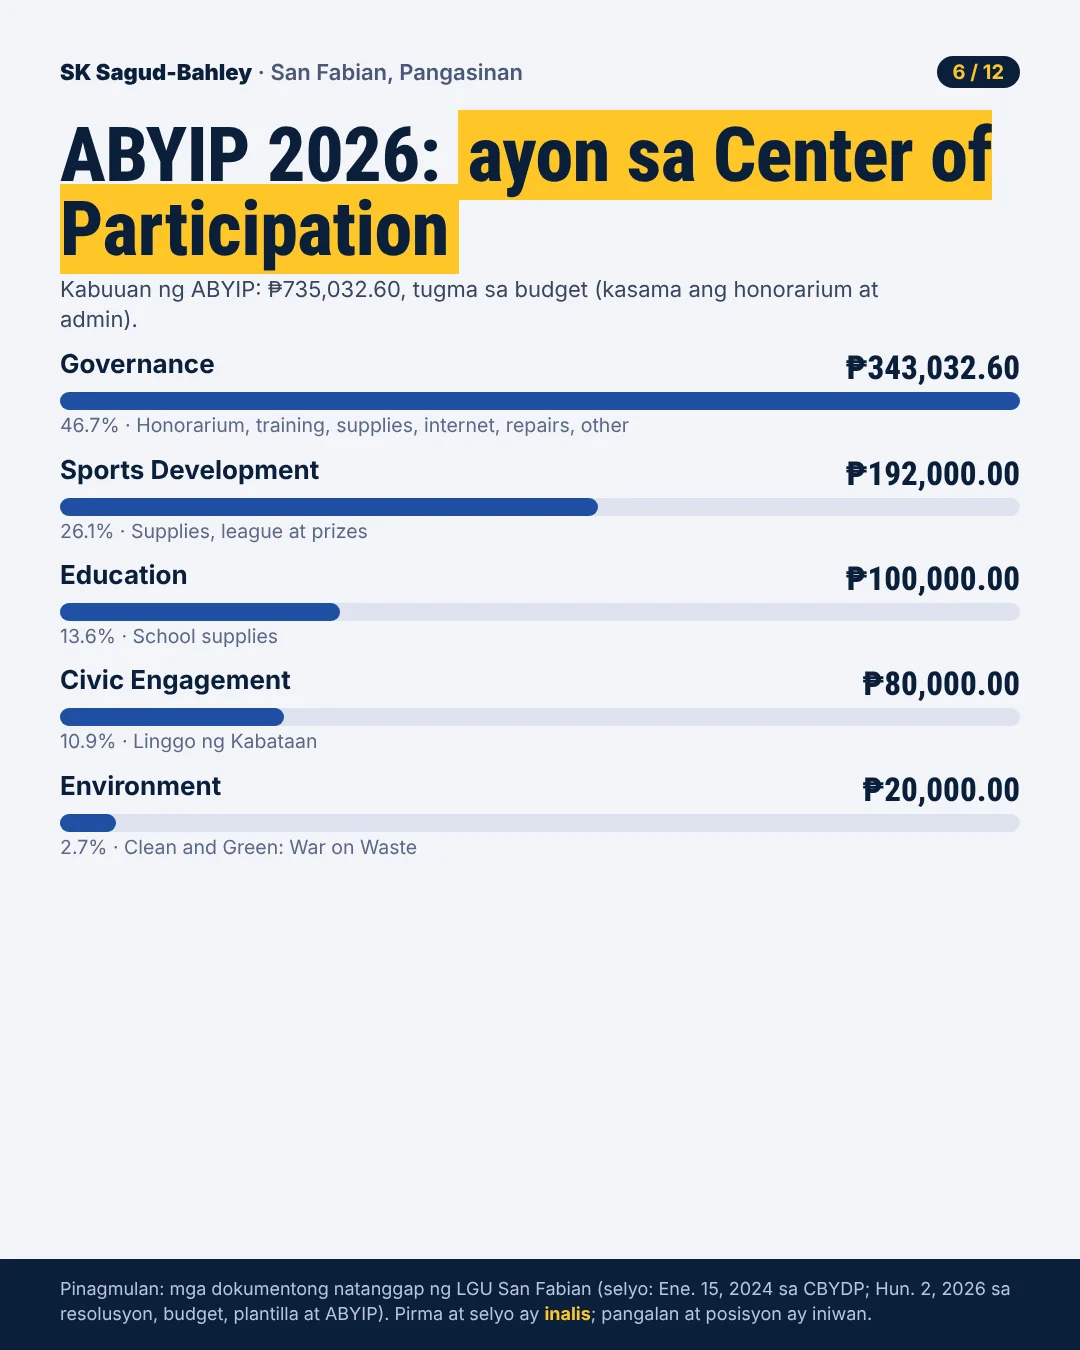 SK Sagud-Bahley · San Fabian, Pangasinan
6 / 12
ABYIP 2026: ayon sa Center of
Participation
Kabuuan ng ABYIP: ₱735,032.60, tugma sa budget (kasama ang honorarium at
admin).
Governance
₱343,032.60
46.7% · Honorarium, training, supplies, internet, repairs, other
Sports Development
₱192,000.00
26.1% · Supplies, league at prizes
Education
₱100,000.00
13.6% · School supplies
Civic Engagement
₱80,000.00
10.9% · Linggo ng Kabataan
Environment
₱20,000.00
2.7% · Clean and Green: War on Waste
Pinagmulan: mga dokumentong natanggap ng LGU San Fabian (selyo: Ene. 15, 2024 sa CBYDP; Hun. 2, 2026 sa
resolusyon, budget, plantilla at ABYIP). Pirma at selyo ay inalis; pangalan at posisyon ay iniwan.